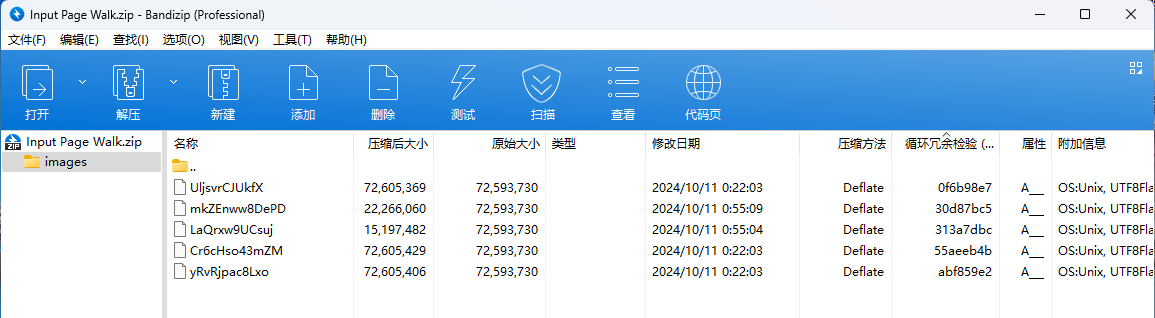 Input Page Walk.zip - Bandizip (Professional)
文件(F) 编辑(E) 查找(I) 选项(O) 视图(V) 工具(T) 帮助(H)
打开 解压 新建 添加 删除 测试 扫描 查看 代码页
Input Page Walk.zip
images
名称 压缩后大小 原始大小 类型 修改日期 压缩方法 循环冗余检验 (... 属性 附加信息
..
UljsvrCJUkfX 72,605,369 72,593,730 2024/10/11 0:22:03 Deflate 0f6b98e7 A__ OS:Unix, UTF8Fla
mkZEnww8DePD 22,266,060 72,593,730 2024/10/11 0:55:09 Deflate 30d87bc5 A__ OS:Unix, UTF8Fla
LaQrxw9UCsuj 15,197,482 72,593,730 2024/10/11 0:55:04 Deflate 313a7dbc A__ OS:Unix, UTF8Fla
Cr6cHso43mZM 72,605,429 72,593,730 2024/10/11 0:22:03 Deflate 55aeeb4b A__ OS:Unix, UTF8Fla
yRvRjpac8Lxo 72,605,406 72,593,730 2024/10/11 0:22:03 Deflate abf859e2 A__ OS:Unix, UTF8Fla